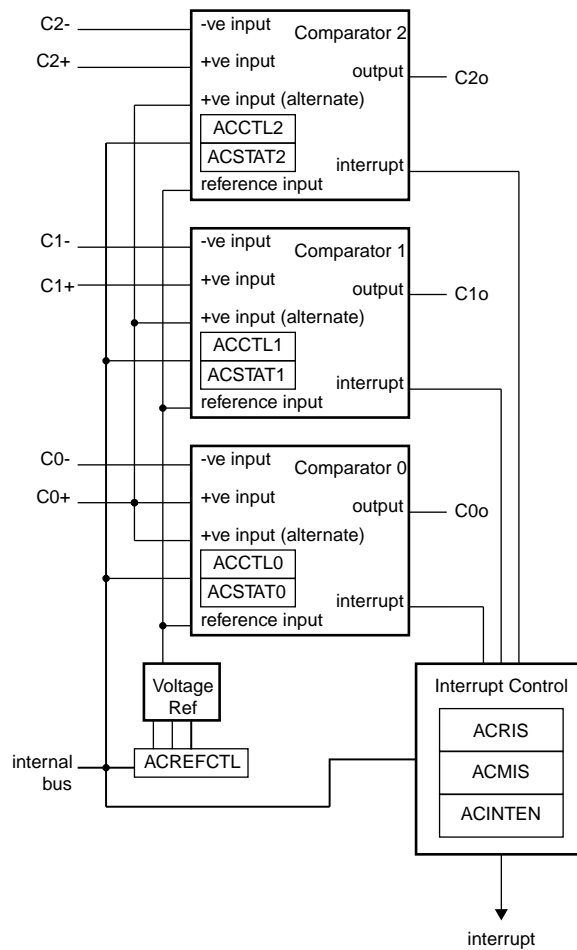 C2-
-ve input
Comparator 2
C2+
+ve input
output
C2o
+ve input (alternate)
ACCTL2
ACSTAT2
interrupt
reference input
C1-
-ve input
Comparator 1
C1+
+ve input
output
C1o
+ve input (alternate)
ACCTL1
ACSTAT1
interrupt
reference input
C0-
-ve input
Comparator 0
C0+
+ve input
output
C0o
+ve input (alternate)
ACCTL0
ACSTAT0
interrupt
reference input
Voltage
Ref
Interrupt Control
ACRIS
internal
bus
ACREFCTL
ACMIS
ACINTEN
interrupt